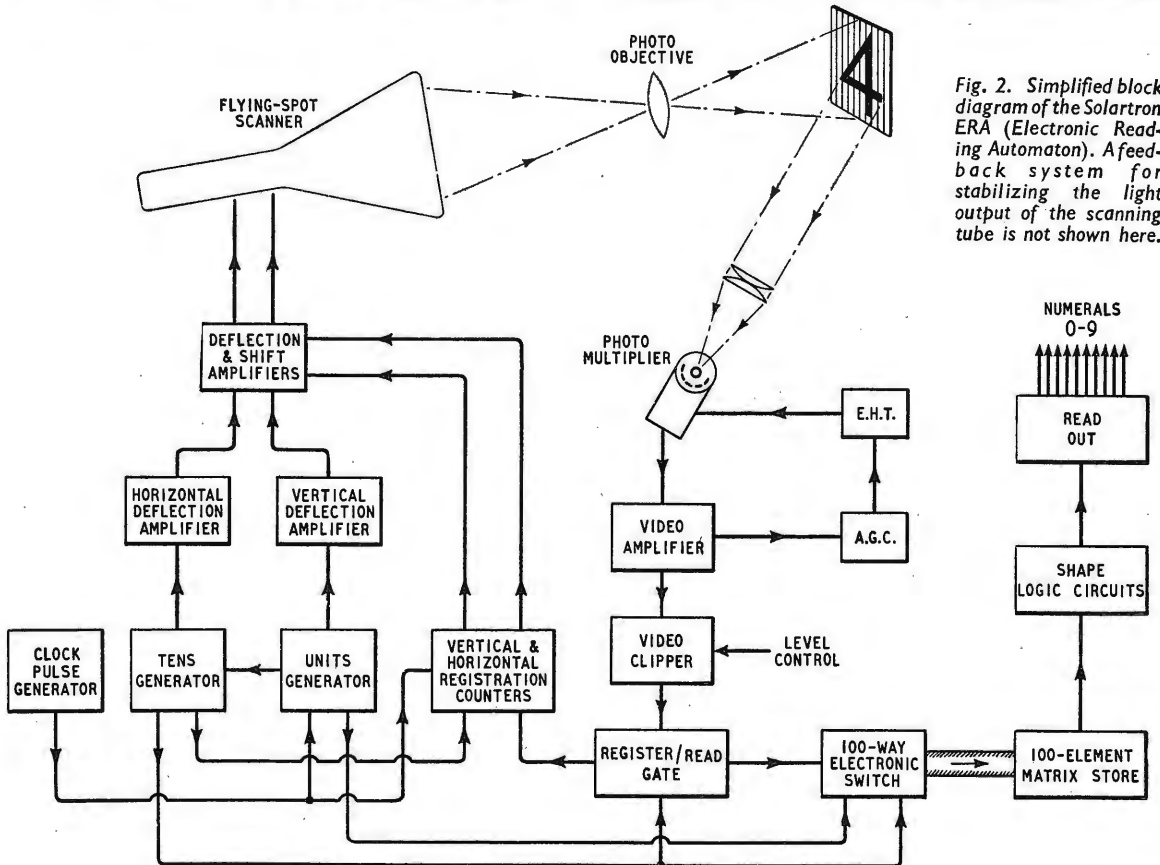 PHOTO
OBJECTIVE
FLYING-SPOT
SCANNER
4
Fig. 2. Simplified block
diagram of the Solartron
ERA (Electronic Read-
ing Automaton). A feed-
back system for
stabilizing the light
output of the scanning
tube is not shown here.
NUMERALS
0-9
PHOTO
MULTIPLIER
DEFLECTION
& SHIFT
AMPLIFIERS
E.H.T.
READ
OUT
HORIZONTAL
DEFLECTION
AMPLIFIER
VERTICAL
DEFLECTION
AMPLIFIER
VIDEO
AMPLIFIER
A.G.C.
SHAPE
LOGIC CIRCUITS
CLOCK
PULSE
GENERATOR
TENS
GENERATOR
UNITS
GENERATOR
VERTICAL &
HORIZONTAL
REGISTRATION
COUNTERS
VIDEO
CLIPPER
LEVEL
CONTROL
REGISTER/READ
GATE
100-WAY
ELECTRONIC
SWITCH
100-ELEMENT
MATRIX STORE